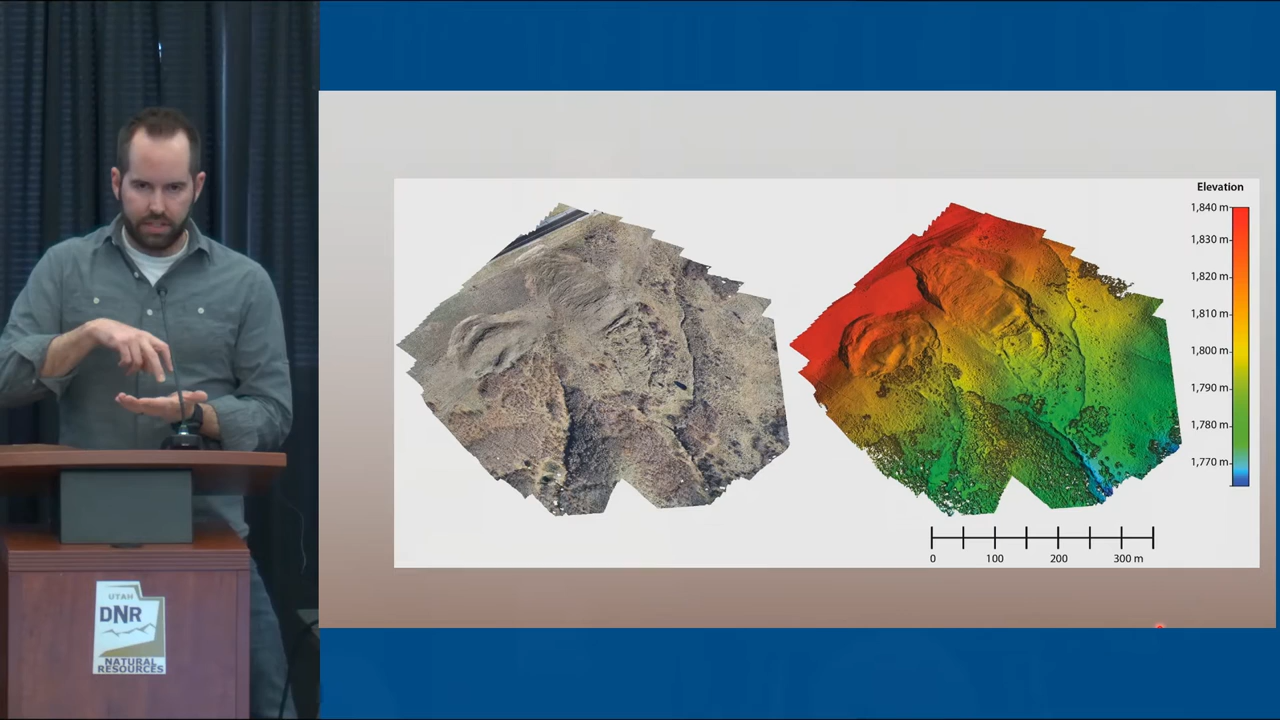 UTAH
DNR
NATURAL
RESOURCES
Elevation
1,840 m
1,830 m
1,820 m
1,810 m
1,800 m
1,790 m
1,780 m
1,770 m
0 100 200 300 m